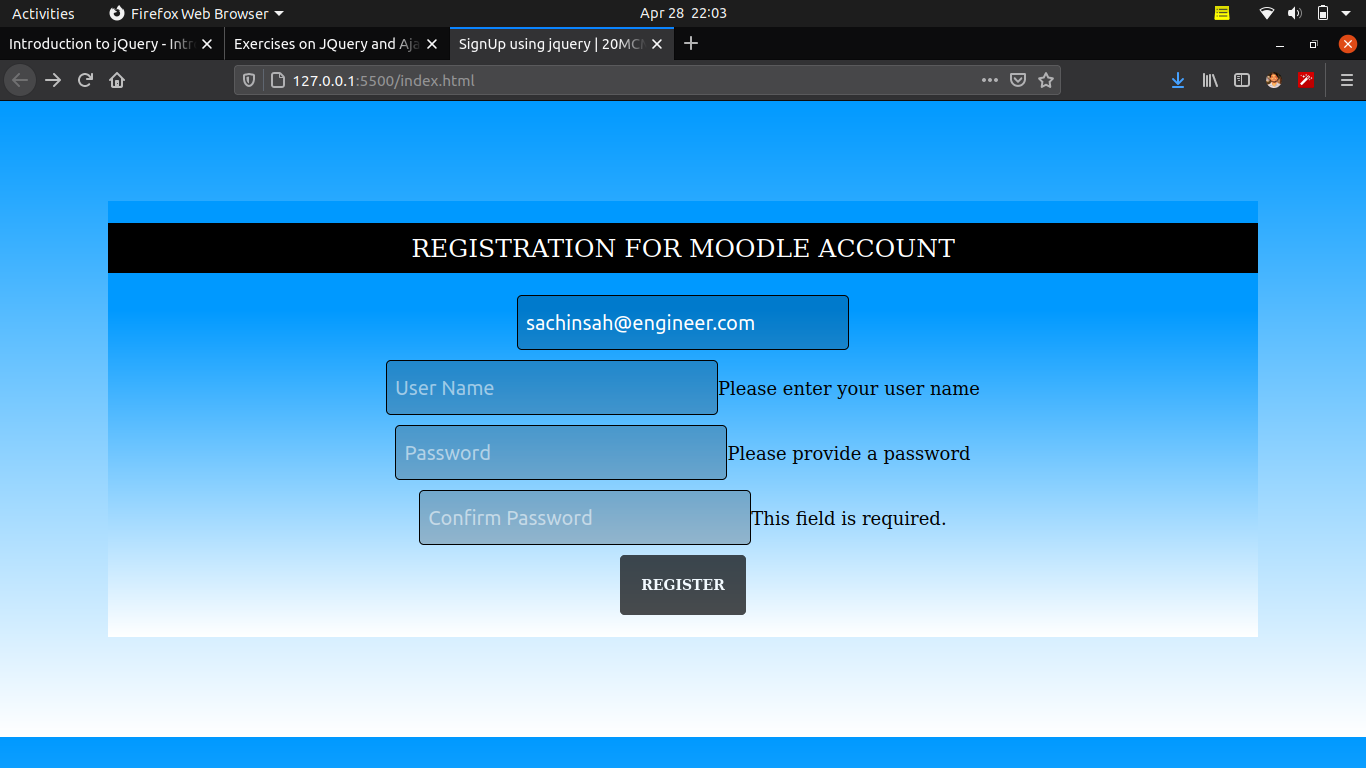 Activities Firefox Web Browser Apr 28 22:03
Introduction to jQuery - Intr Exercises on JQuery and Aja SignUp using jquery | 20MCM
127.0.0.1:5500/index.html
REGISTRATION FOR MOODLE ACCOUNT
sachinsah@engineer.com
User Name Please enter your user name
Password Please provide a password
Confirm Password This field is required.
REGISTER